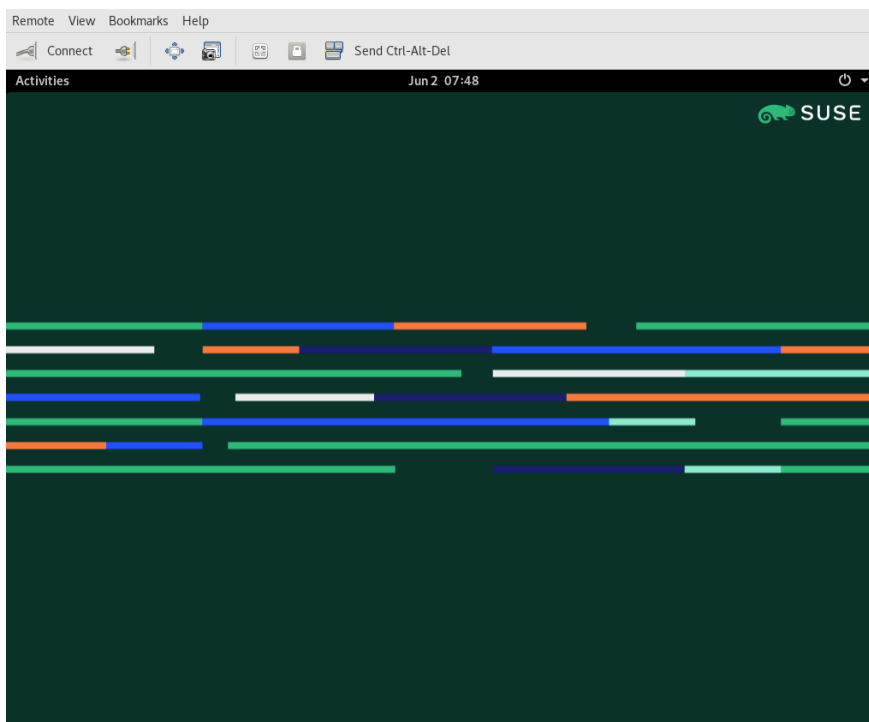 Remote View Bookmarks Help
Connect Send Ctrl-Alt-Del
Activities Jun 2 07:48
SUSE